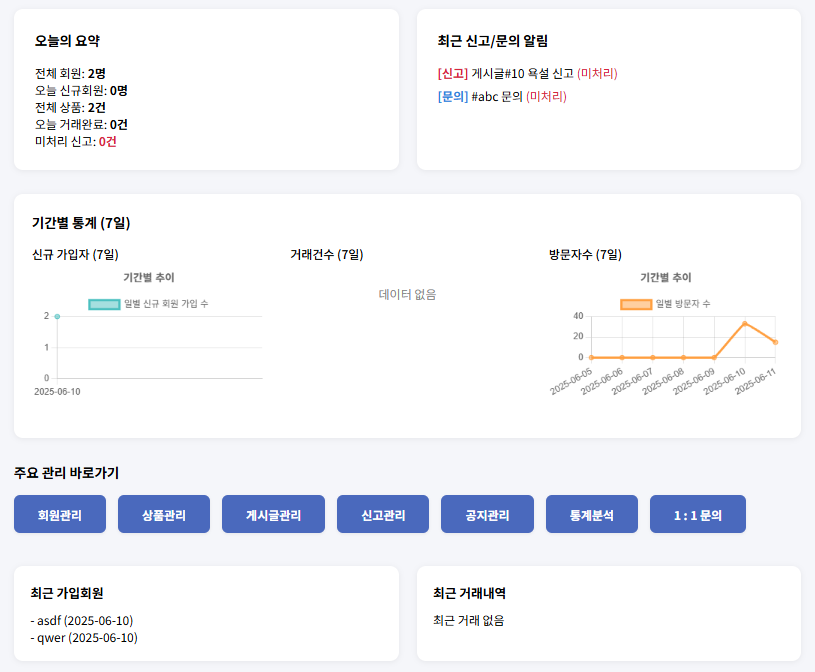 오늘의 요약
전체 회원: 2명
오늘 신규회원: 0명
전체 상품: 2건
오늘 거래완료: 0건
미처리 신고: 0건
최근 신고/문의 알림
[신고] 게시글#10 욕설 신고 (미처리)
[문의] #abc 문의 (미처리)
기간별 통계 (7일)
신규 가입자 (7일)
기간별 추이
일별 신규 회원 가입 수
2
1
0
2025-06-10
거래건수 (7일)
데이터 없음
방문자수 (7일)
기간별 추이
일별 방문자 수
40
20
0
2025-06-05
2025-06-06
2025-06-07
2025-06-08
2025-06-09
2025-06-10
2025-06-11
주요 관리 바로가기
회원관리
상품관리
게시글관리
신고관리
공지관리
통계분석
1 : 1 문의
최근 가입회원
- asdf (2025-06-10)
- qwer (2025-06-10)
최근 거래내역
최근 거래 없음